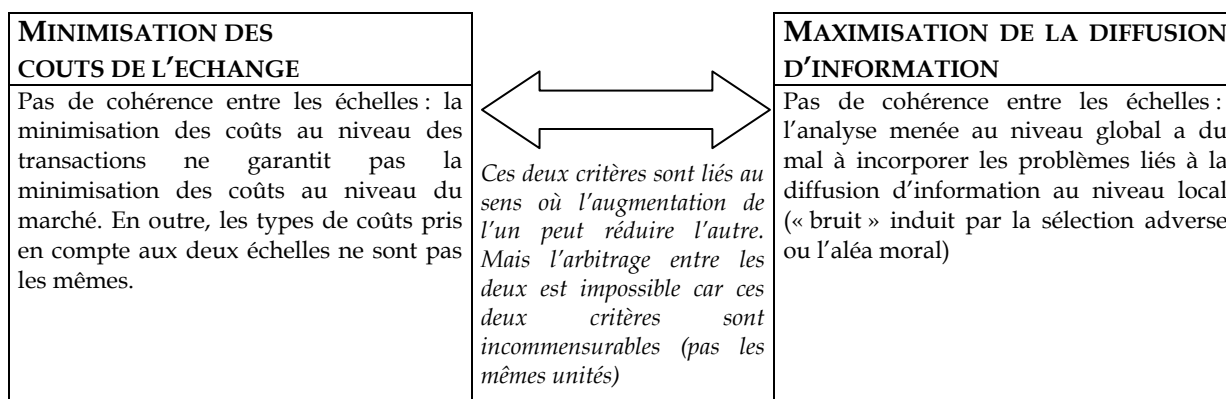 MINIMISATION DES
COUTS DE L'ECHANGE
Pas de cohérence entre les échelles : la
minimisation des coûts au niveau des
transactions ne garantit pas la
minimisation des coûts au niveau du
marché. En outre, les types de coûts pris
en compte aux deux échelles ne sont pas
les mêmes.
Ces deux critères sont liés au
sens où l'augmentation de
l'un peut réduire l'autre.
Mais l'arbitrage entre les
deux est impossible car ces
deux critères sont
incommensurables (pas les
mêmes unités)
MAXIMISATION DE LA DIFFUSION
D'INFORMATION
Pas de cohérence entre les échelles :
l'analyse menée au niveau global a du
mal à incorporer les problèmes liés à la
diffusion d'information au niveau local
(« bruit » induit par la sélection adverse
ou l'aléa moral)